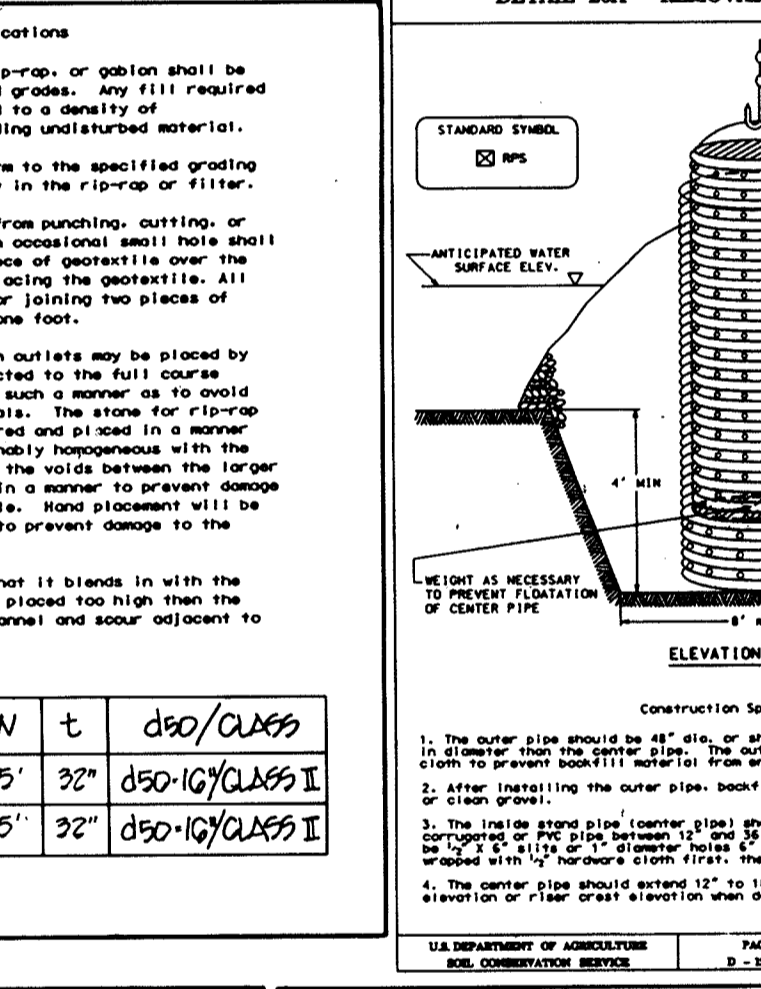 cations
p-rap, or gabion shall be
grades. Any fill required
to a density of
ding undisturbed material.
rm to the specified grading
in the rip-rap or filter.
from punching, cutting, or
occasional small hole shall
ece of geotextile over the
acing the geotextile. All
or joining two pieces of
one foot.
outlets may be placed by
cted to the full course
such a manner as to avoid
als. The stone for rip-rap
red and placed in a manner
nably homogeneous with the
the voids between the larger
in a manner to prevent damage
le. Hand placement will be
to prevent damage to the
hat it blends in with the
placed too high then the
annel and scour adjacent to
t d50/CLASS
5' 32" d50=16"/CLASS II
5' 32" d50=16"/CLASS II
STANDARD SYMBOL
RPS
ANTICIPATED WATER
SURFACE ELEV.
4' MIN
WEIGHT AS NECESSARY
TO PREVENT FLOATATION
OF CENTER PIPE
8'
ELEVATION
Construction Sp
1. The outer pipe should be 48" dia. or sh
in diameter than the center pipe. The out
cloth to prevent backfill material from en
2. After installing the outer pipe, backf
or clean gravel.
3. The inside stand pipe (center pipe) sho
corrugated or PVC pipe between 12" and 36
be 1/2" X 6" slits or 1" diameter holes 6"
wrapped with 1/2" hardware cloth first, the
4. The center pipe should extend 12" to 18
elevation or riser crest elevation when d
U.S. DEPARTMENT OF AGRICULTURE
SOIL CONSERVATION SERVICE
PAG
D - 1